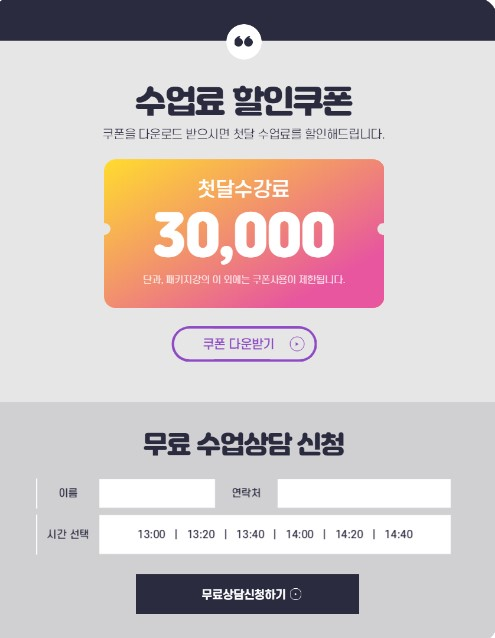 수업료 할인쿠폰
쿠폰을 다운로드 받으시면 첫달 수업료를 할인해드립니다.
첫달수강료
30,000
단과, 패키지강의 이 외에는 쿠폰사용이 제한됩니다.
쿠폰 다운받기
무료 수업상담 신청
이름
연락처
시간 선택
13:00 | 13:20 | 13:40 | 14:00 | 14:20 | 14:40
무료상담신청하기